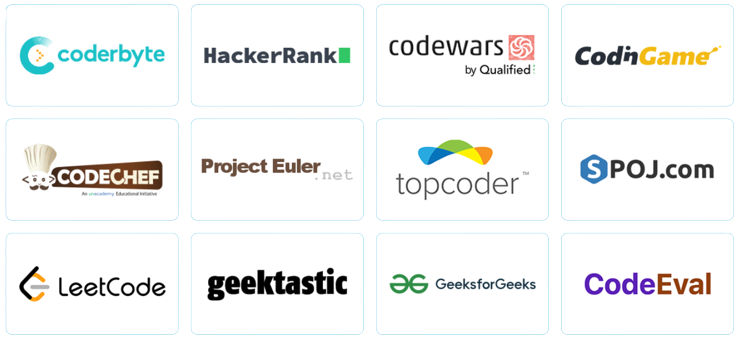 coderbyte
HackerRank
codewars
by Qualified
CodinGame
CODECHEF
An unacademy Educational Initiative
Project Euler
.net
topcoder™
SPOJ.com
LeetCode
geektastic
GeeksforGeeks
CodeEval